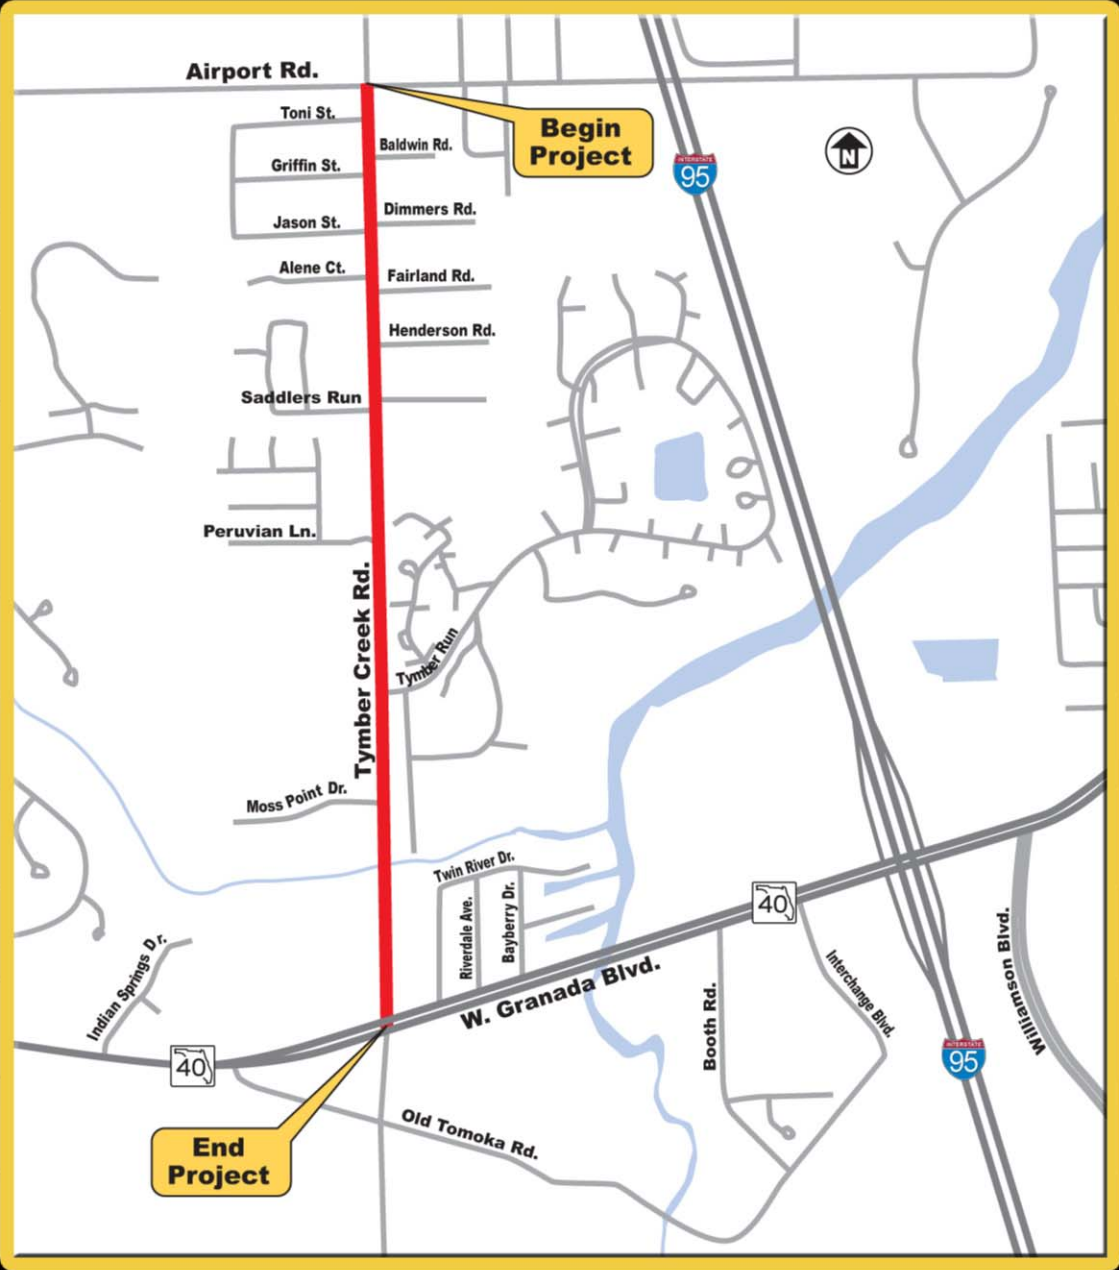 Airport Rd.
Toni St.
Baldwin Rd.
Begin
Project
N
INTERSTATE
95
Griffin St.
Dimmers Rd.
Jason St.
Alene Ct.
Fairland Rd.
Henderson Rd.
Saddlers Run
Peruvian Ln.
Tymber Creek Rd.
Tymber Run
Moss Point Dr.
Twin River Dr.
Riverdale Ave.
Bayberry Dr.
40
Williamson Blvd.
Indian Springs Dr.
W. Granada Blvd.
Interchange Blvd.
Booth Rd.
40
INTERSTATE
95
Old Tomoka Rd.
End
Project